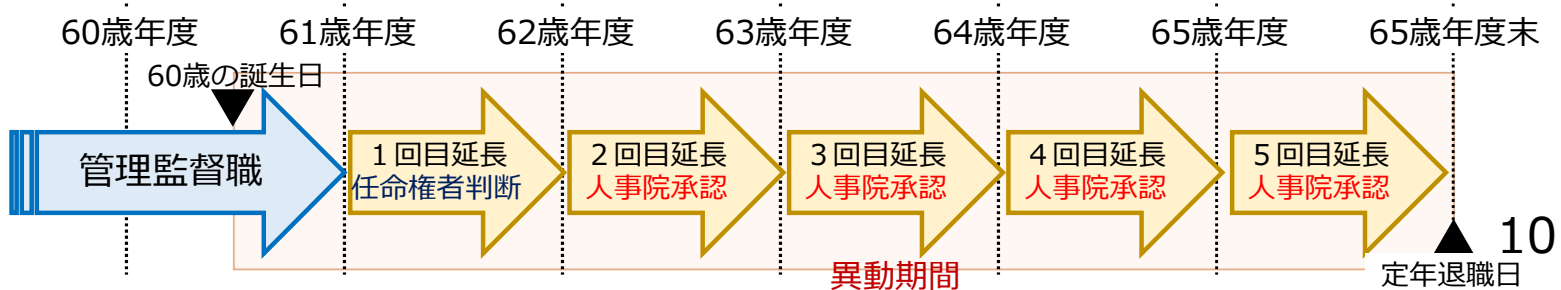 60歳年度
61歳年度
62歳年度
63歳年度
64歳年度
65歳年度
65歳年度末
60歳の誕生日
管理監督職
１回目延長
任命権者判断
２回目延長
人事院承認
３回目延長
人事院承認
４回目延長
人事院承認
５回目延長
人事院承認
異動期間
定年退職日
10